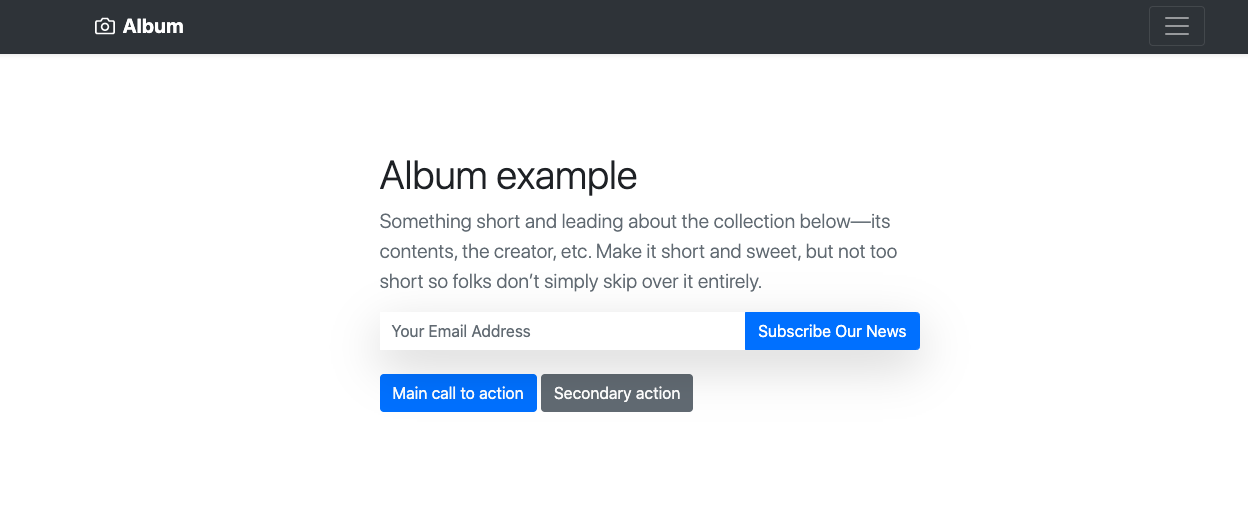 Album
Album example
Something short and leading about the collection below—its
contents, the creator, etc. Make it short and sweet, but not too
short so folks don’t simply skip over it entirely.
Your Email Address
Subscribe Our News
Main call to action
Secondary action